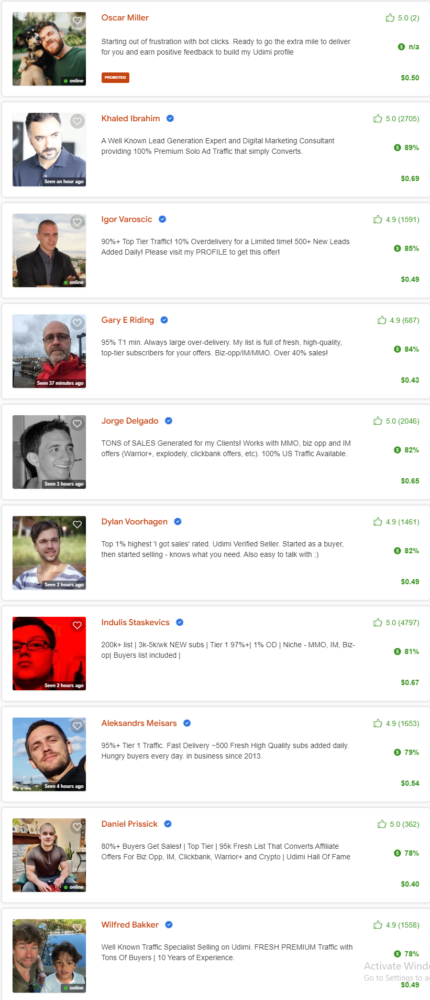 Oscar Miller
5.0 (2)
Starting out of frustration with bot clicks. Ready to go the extra mile to deliver
for you and earn positive feedback to build my Udimi profile
n/a
PROMOTED
online
$0.50
Khaled Ibrahim
5.0 (2705)
A Well Known Lead Generation Expert and Digital Marketing Consultant
providing 100% Premium Solo Ad Traffic that simply Converts.
89%
Seen an hour ago
$0.69
Igor Varoscic
4.9 (1591)
90%+ Top Tier Traffic! 10% Overdelivery for a Limited time! 500+ New Leads
Added Daily! Please visit my PROFILE to get this offer!
85%
online
$0.49
Gary E Riding
4.9 (687)
95% T1 min. Always large over-delivery. My list is full of fresh, high-quality,
top-tier subscribers for your offers. Biz-opp/IM/MMO. Over 40% sales!
84%
Seen 37 minutes ago
$0.43
Jorge Delgado
5.0 (2046)
TONS of SALES Generated for my Clients! Works with MMO, biz opp and IM
offers (Warrior+, explodely, clickbank offers, etc). 100% US Traffic Available.
82%
Seen 3 hours ago
$0.65
Dylan Voorhagen
4.9 (1461)
Top 1% highest 'I got sales' rated. Udimi Verified Seller. Started as a buyer,
then started selling - knows what you need. Also easy to talk with :)
82%
Seen 2 hours ago
$0.49
Indulis Staskevics
5.0 (4797)
200k+ list | 3k-5k/wk NEW subs | Tier 1 97%+| 1% OD | Niche - MMO, IM, Biz-
op| Buyers list included |
81%
Seen 2 hours ago
$0.67
Aleksandrs Meisars
4.9 (1653)
95%+ Tier 1 Traffic. Fast Delivery ~500 Fresh High Quality subs added daily.
Hungry buyers every day. in business since 2013.
79%
Seen 4 hours ago
$0.54
Daniel Prissick
5.0 (362)
80%+ Buyers Get Sales! | Top Tier | 95k Fresh List That Converts Affiliate
Offers For Biz Opp, IM, Clickbank, Warrior+ and Crypto | Udimi Hall Of Fame
78%
online
$0.40
Wilfred Bakker
4.9 (1558)
Well Known Traffic Specialist Selling on Udimi. FRESH PREMIUM Traffic with
Tons Of Buyers | 10 Years of Experience.
78%
Activate Wind
Go to Settings to a
online
$0.49